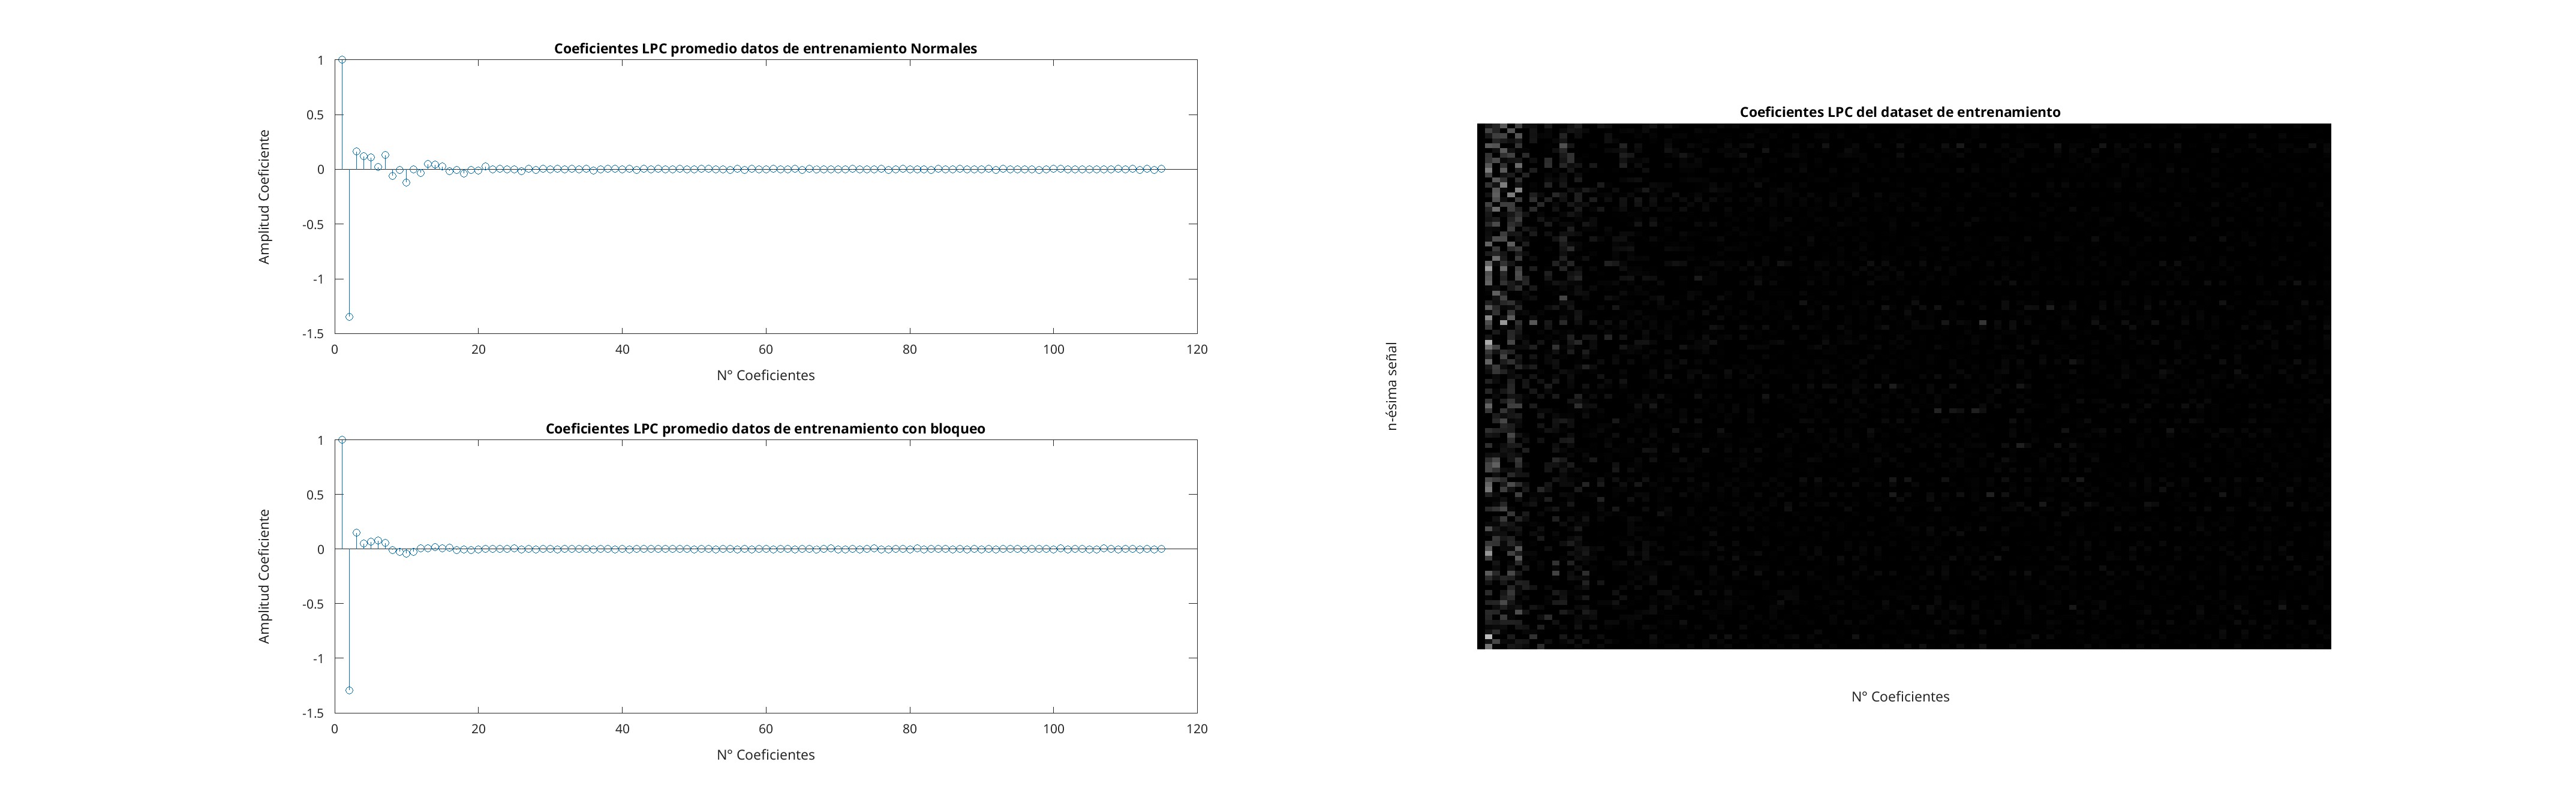 Coeficientes LPC promedio datos de entrenamiento Normales
1
0.5
0
-0.5
-1
-1.5
0 20 40 60 80 100 120
Amplitud Coeficiente
N° Coeficientes
Coeficientes LPC promedio datos de entrenamiento con bloqueo
1
0.5
0
-0.5
-1
-1.5
0 20 40 60 80 100 120
Amplitud Coeficiente
N° Coeficientes
Coeficientes LPC del dataset de entrenamiento
n-ésima señal
N° Coeficientes